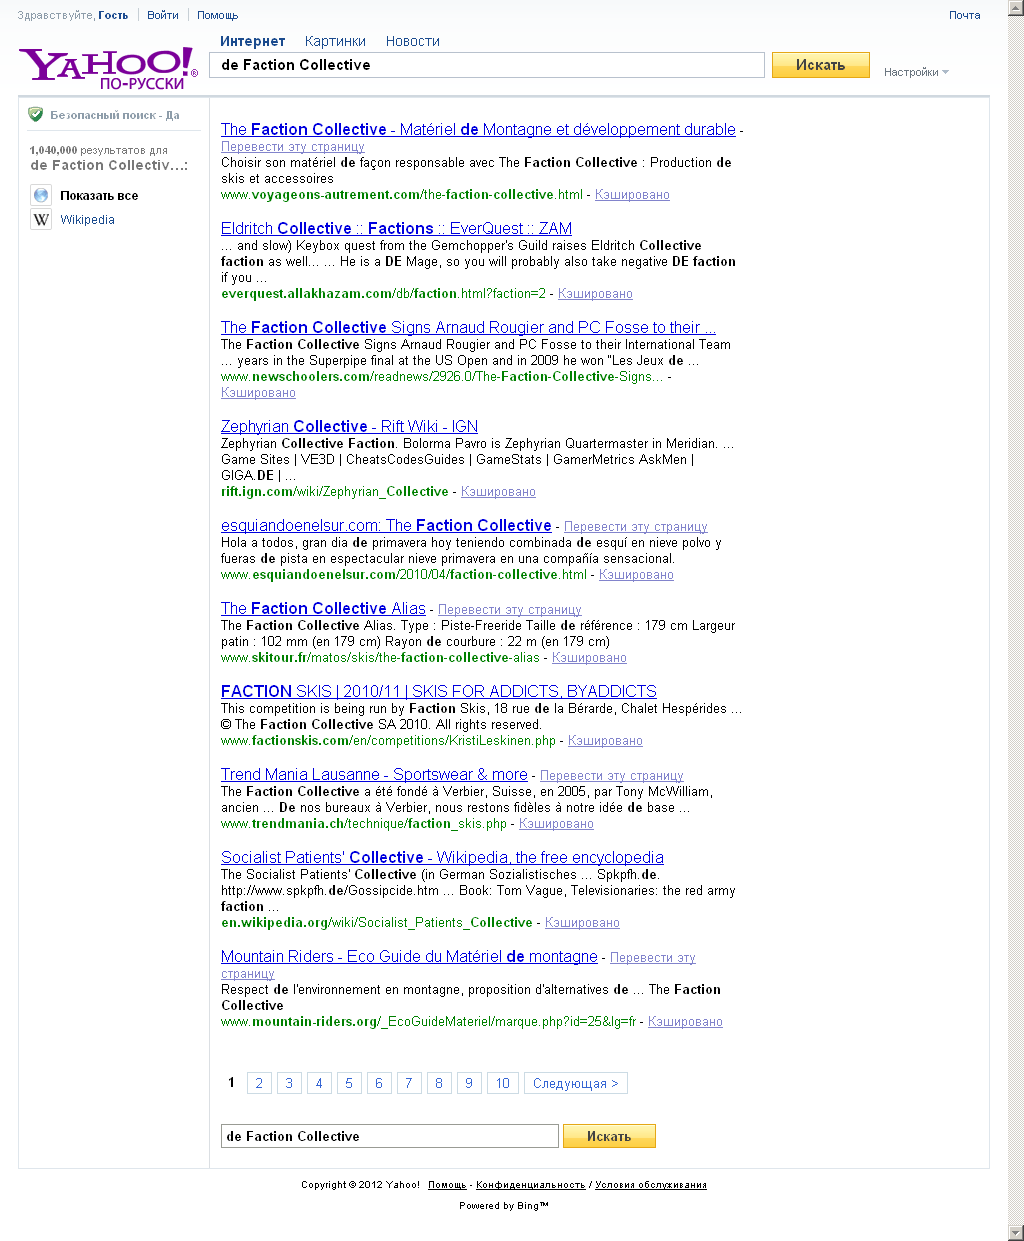 Здравствуйте, Гость Войти Помощь Почта
Интернет Картинки Новости
YAHOO! ®
ПО-РУССКИ
de Faction Collective Искать Настройки
Безопасный поиск - Да
1,040,000 результатов для
de Faction Collectiv...:
Показать все
W Wikipedia
The Faction Collective - Matériel de Montagne et développement durable -
Перевести эту страницу
Choisir son matériel de façon responsable avec The Faction Collective : Production de
skis et accessoires
www.voyageons-autrement.com/the-faction-collective.html - Кэшировано
Eldritch Collective :: Factions :: EverQuest :: ZAM
... and slow) Keybox quest from the Gemchopper's Guild raises Eldritch Collective
faction as well... ... He is a DE Mage, so you will probably also take negative DE faction
if you ...
everquest.allakhazam.com/db/faction.html?faction=2 - Кэшировано
The Faction Collective Signs Arnaud Rougier and PC Fosse to their ...
The Faction Collective Signs Arnaud Rougier and PC Fosse to their International Team
... years in the Superpipe final at the US Open and in 2009 he won "Les Jeux de ...
www.newschoolers.com/readnews/2926.0/The-Faction-Collective-Signs... -
Кэшировано
Zephyrian Collective - Rift Wiki - IGN
Zephyrian Collective Faction. Bolorma Pavro is Zephyrian Quartermaster in Meridian. ...
Game Sites | VE3D | CheatsCodesGuides | GameStats | GamerMetrics AskMen |
GIGA.DE | ...
rift.ign.com/wiki/Zephyrian_Collective - Кэшировано
esquiandoenelsur.com: The Faction Collective - Перевести эту страницу
Hola a todos, gran dia de primavera hoy teniendo combinada de esquí en nieve polvo y
fueras de pista en espectacular nieve primavera en una compañía sensacional.
www.esquiandoenelsur.com/2010/04/faction-collective.html - Кэшировано
The Faction Collective Alias - Перевести эту страницу
The Faction Collective Alias. Type : Piste-Freeride Taille de référence : 179 cm Largeur
patin : 102 mm (en 179 cm) Rayon de courbure : 22 m (en 179 cm)
www.skitour.fr/matos/skis/the-faction-collective-alias - Кэшировано
FACTION SKIS | 2010/11 | SKIS FOR ADDICTS, BYADDICTS
This competition is being run by Faction Skis, 18 rue de la Bérarde, Chalet Hespérides ...
© The Faction Collective SA 2010. All rights reserved.
www.factionskis.com/en/competitions/KristiLeskinen.php - Кэшировано
Trend Mania Lausanne - Sportswear & more - Перевести эту страницу
The Faction Collective a été fondé à Verbier, Suisse, en 2005, par Tony McWilliam,
ancien ... De nos bureaux à Verbier, nous restons fidèles à notre idée de base ...
www.trendmania.ch/technique/faction_skis.php - Кэшировано
Socialist Patients' Collective - Wikipedia, the free encyclopedia
The Socialist Patients' Collective (in German Sozialistisches ... Spkpfh.de.
http://www.spkpfh.de/Gossipcide.htm ... Book: Tom Vague, Televisionaries: the red army
faction ...
en.wikipedia.org/wiki/Socialist_Patients_Collective - Кэшировано
Mountain Riders - Eco Guide du Matériel de montagne - Перевести эту
страницу
Respect de l'environnement en montagne, proposition d'alternatives de ... The Faction
Collective
www.mountain-riders.org/_EcoGuideMateriel/marque.php?id=25&lg=fr - Кэшировано
1 2 3 4 5 6 7 8 9 10 Следующая >
de Faction Collective Искать
Copyright © 2012 Yahoo! Помощь - Конфиденциальность / Условия обслуживания
Powered by Bing™